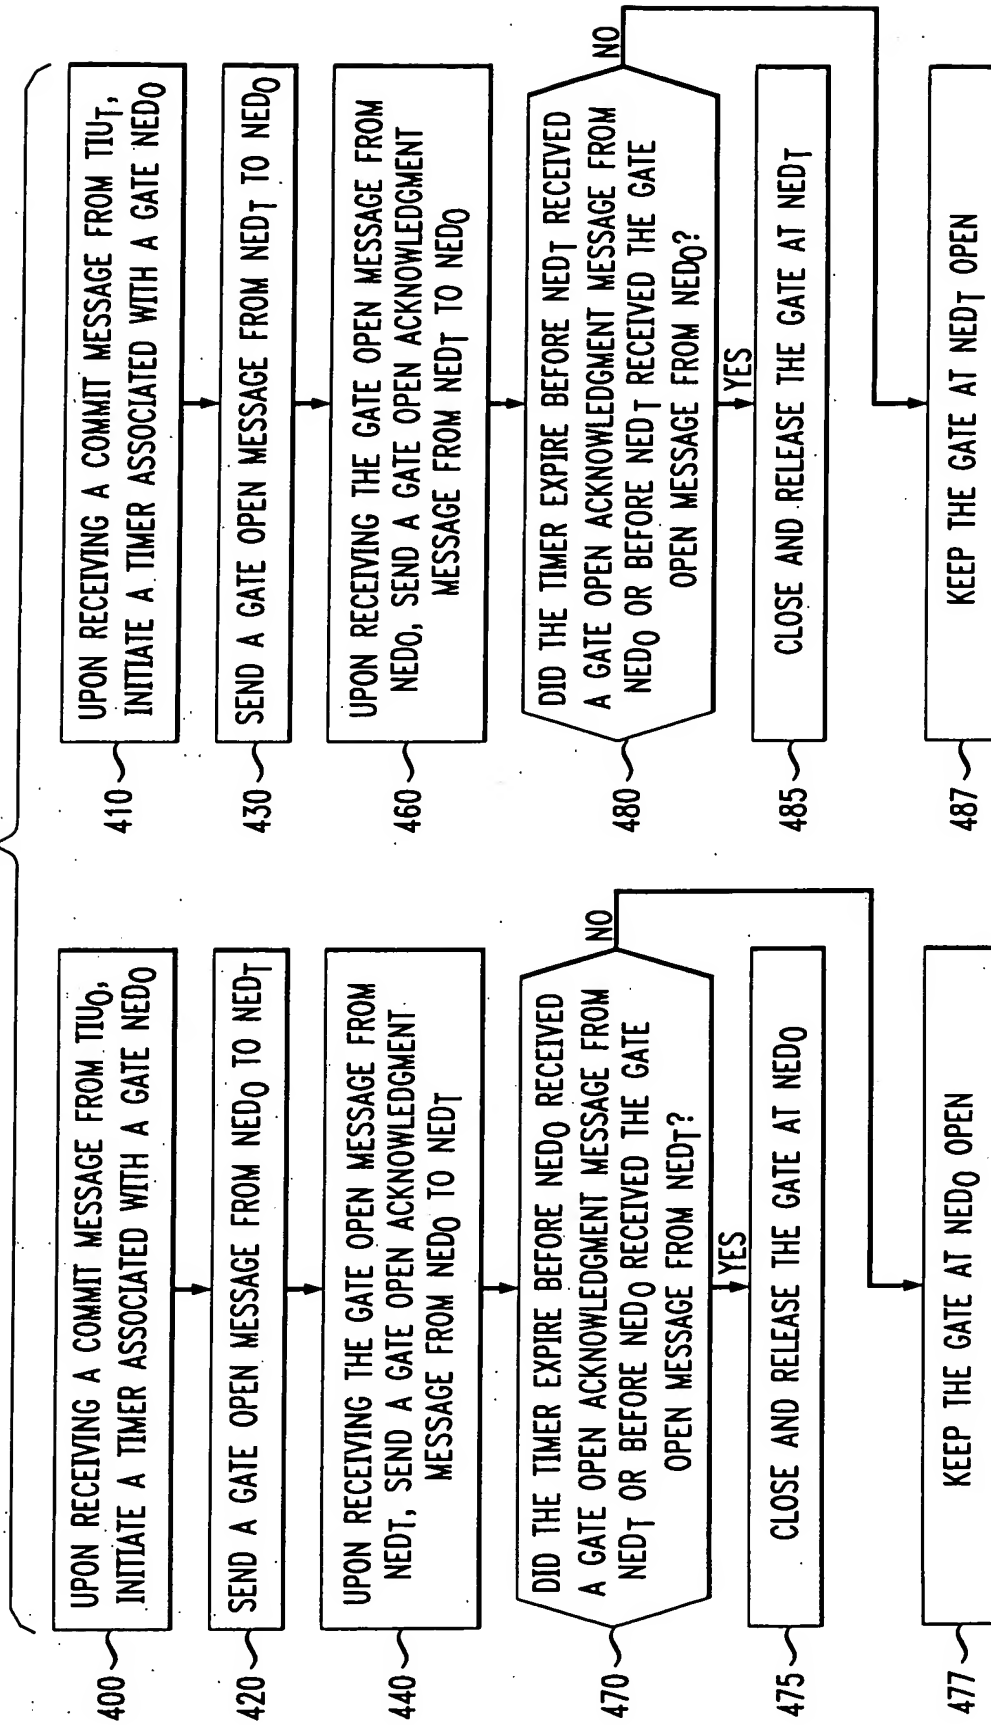 400
UPON RECEIVING A COMMIT MESSAGE FROM TIUO,
INITIATE A TIMER ASSOCIATED WITH A GATE NEDO
420
SEND A GATE OPEN MESSAGE FROM NEDO TO NEDT
440
UPON RECEIVING THE GATE OPEN MESSAGE FROM
NEDT, SEND A GATE OPEN ACKNOWLEDGMENT
MESSAGE FROM NEDO TO NEDT
470
DID THE TIMER EXPIRE BEFORE NEDO RECEIVED
A GATE OPEN ACKNOWLEDGMENT MESSAGE FROM
NEDT OR BEFORE NEDO RECEIVED THE GATE
OPEN MESSAGE FROM NEDT?
NO
YES
475
CLOSE AND RELEASE THE GATE AT NEDO
477
KEEP THE GATE AT NEDO OPEN
410
UPON RECEIVING A COMMIT MESSAGE FROM TIUT,
INITIATE A TIMER ASSOCIATED WITH A GATE NEDO
430
SEND A GATE OPEN MESSAGE FROM NEDT TO NEDO
460
UPON RECEIVING THE GATE OPEN MESSAGE FROM
NEDO, SEND A GATE OPEN ACKNOWLEDGMENT
MESSAGE FROM NEDT TO NEDO
480
DID THE TIMER EXPIRE BEFORE NEDT RECEIVED
A GATE OPEN ACKNOWLEDGMENT MESSAGE FROM
NEDO OR BEFORE NEDT RECEIVED THE GATE
OPEN MESSAGE FROM NEDO?
NO
YES
485
CLOSE AND RELEASE THE GATE AT NEDT
487
KEEP THE GATE AT NEDT OPEN